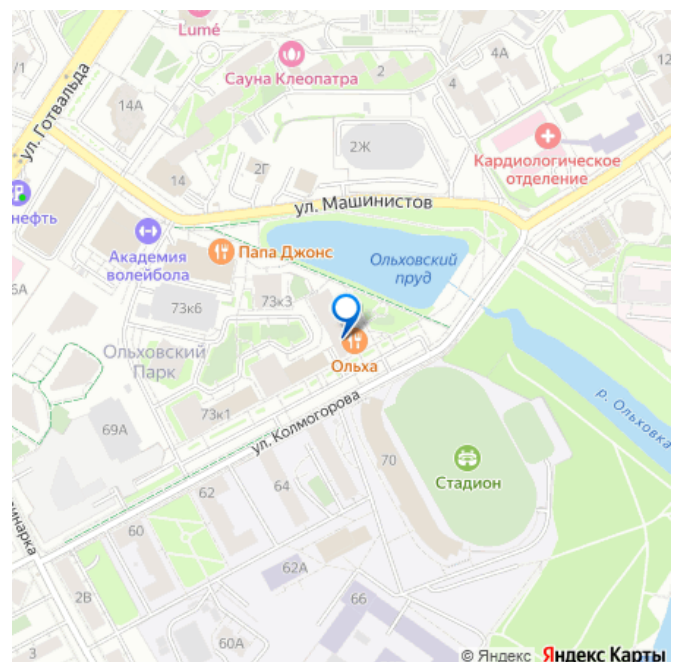 Lumé
4А
12
Сауна Клеопатра
2
4
/1
14А
ул. Готвальда
2Ж
Кардиологическое
отделение
2Г
14
ул. Машинистов
нефть
Академия
волейбола
Папа Джонс
Ольховский
пруд
6А
73к6
73к3
Ольховский
Парк
Ольха
р. Ольховка
73к1
ул. Колмогорова
69А
70
Стадион
62
64
60
инарка
62А
2В
66
60А
3
© Яндекс Яндекс Карты